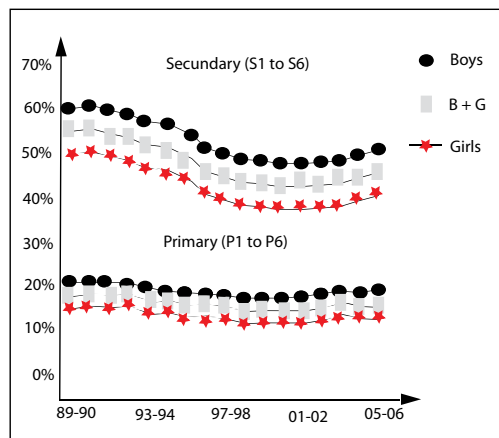 70%
Secundary (S1 to S6)
Boys
60%
B + G
50%
Girls
40%
30%
Primary (P1 to P6)
20%
10%
0%
89-90
93-94
97-98
01-02
05-06